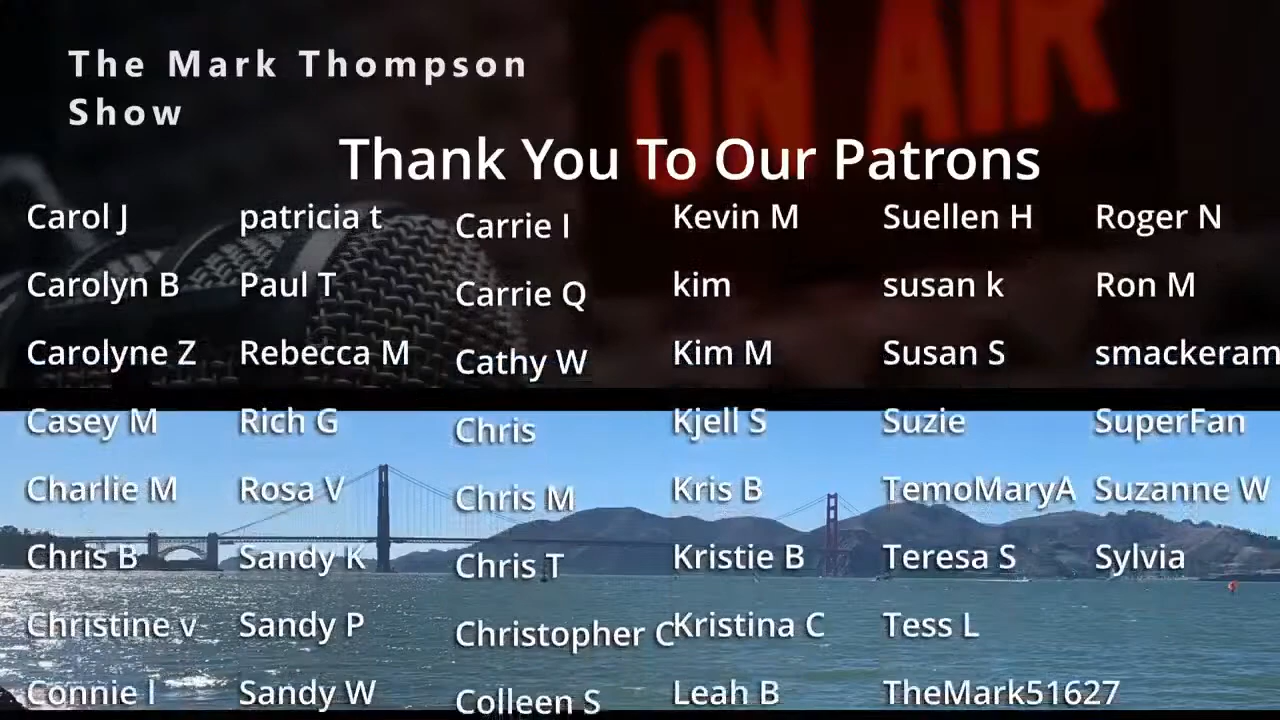 ON AIR
The Mark Thompson
Show
Thank You To Our Patrons
Carol J
Carolyn B
Carolyne Z
Casey M
Charlie M
Chris B
Christine v
Connie I
patricia t
Paul T
Rebecca M
Rich G
Rosa V
Sandy K
Sandy P
Sandy W
Carrie I
Carrie Q
Cathy W
Chris
Chris M
Chris T
Christopher C
Colleen S
Kevin M
kim
Kim M
Kjell S
Kris B
Kristie B
Kristina C
Leah B
Suellen H
susan k
Susan S
Suzie
TemoMaryA
Teresa S
Tess L
TheMark51627
Roger N
Ron M
smackeram
SuperFan
Suzanne W
Sylvia